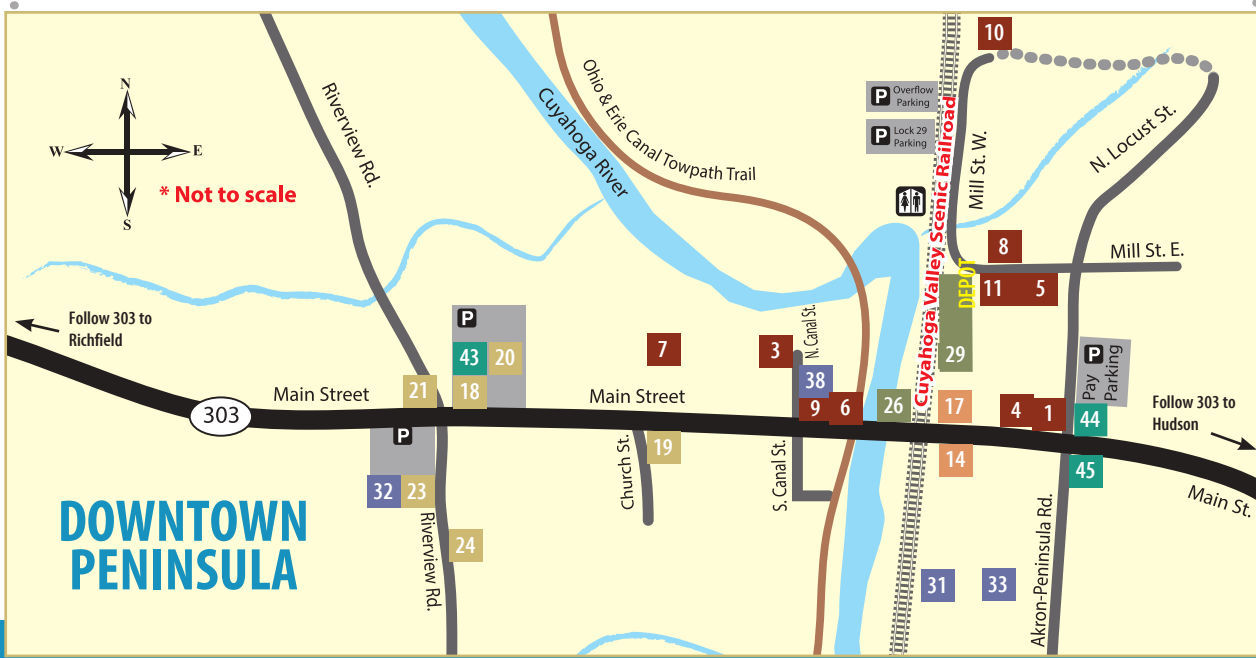 N
W
E
S
* Not to scale
Riverview Rd.
Cuyahoga River
Ohio & Erie Canal Towpath Trail
10
P Overflow
Parking
P Lock 29
Parking
Cuyahoga Valley Scenic Railroad
Mill St. W.
N. Locust St.
8
Mill St. E.
DEPOT
11
5
29
Follow 303 to
Richfield
P
43
20
18
21
7
3
N. Canal St.
38
9
6
26
17
4
1
P
Pay
Parking
44
Follow 303 to
Hudson
Main Street
303
Main Street
P
32
23
19
Church St.
S. Canal St.
14
45
Main St.
DOWNTOWN
PENINSULA
Riverview Rd.
24
31
33
Akron-Peninsula Rd.